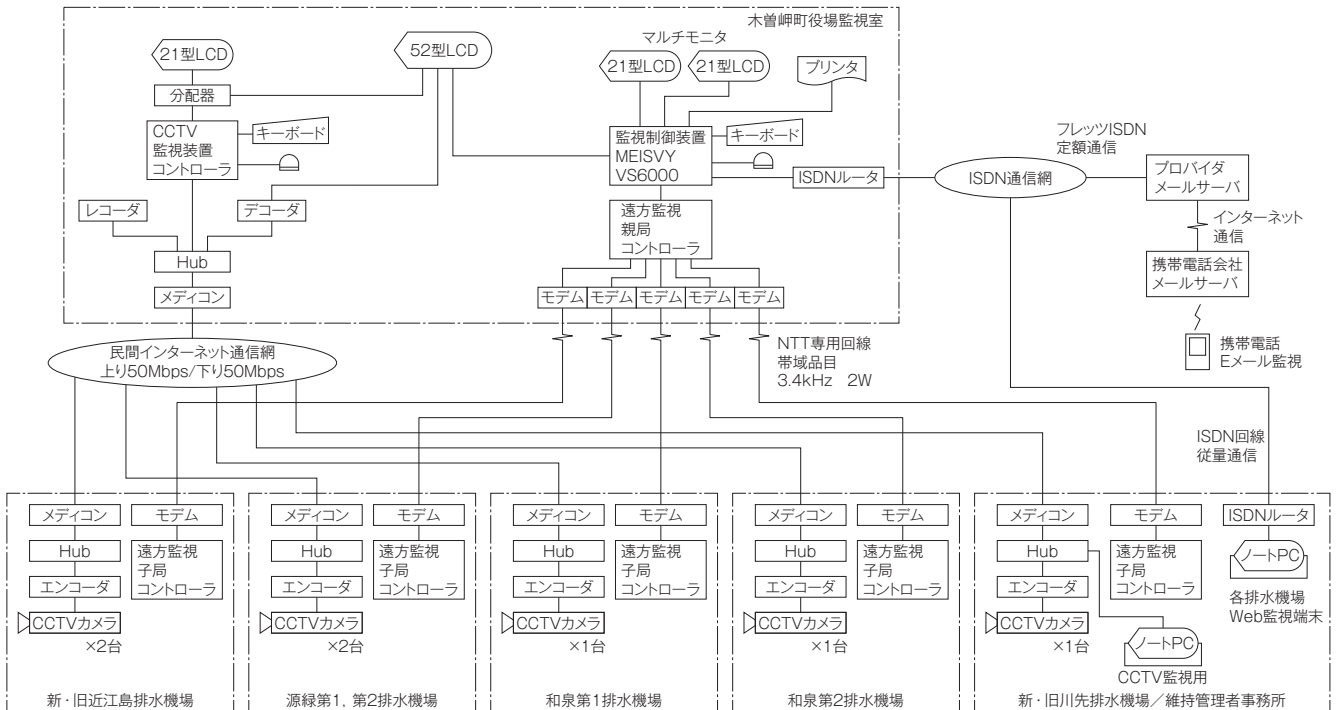 木曽岬町役場監視室
21型LCD
52型LCD
マルチモニタ
21型LCD
21型LCD
プリンタ
分配器
CCTV
監視装置
コントローラ
キーボード
監視制御装置
MEISVY
VS6000
キーボード
ISDNルータ
フレッツISDN
定額通信
ISDN通信網
プロバイダ
メールサーバ
インターネット
通信
携帯電話会社
メールサーバ
携帯電話
Eメール監視
レコーダ
デコーダ
遠方監視
親局
コントローラ
Hub
メディコン
モデム
モデム
モデム
モデム
モデム
民間インターネット通信網
上り50Mbps/下り50Mbps
NTT専用回線
帯域品目
3.4kHz 2W
ISDN回線
従量通信
メディコン
Hub
エンコーダ
CCTVカメラ
×2台
モデム
遠方監視
子局
コントローラ
新・旧近江島排水機場
メディコン
Hub
エンコーダ
CCTVカメラ
×2台
モデム
遠方監視
子局
コントローラ
源緑第1, 第2排水機場
メディコン
Hub
エンコーダ
CCTVカメラ
×1台
モデム
遠方監視
子局
コントローラ
和泉第1排水機場
メディコン
Hub
エンコーダ
CCTVカメラ
×1台
モデム
遠方監視
子局
コントローラ
和泉第2排水機場
メディコン
Hub
エンコーダ
CCTVカメラ
×1台
モデム
遠方監視
子局
コントローラ
ノートPC
CCTV監視用
ISDNルータ
ノートPC
各排水機場
Web監視端末
新・旧川先排水機場／維持管理者事務所